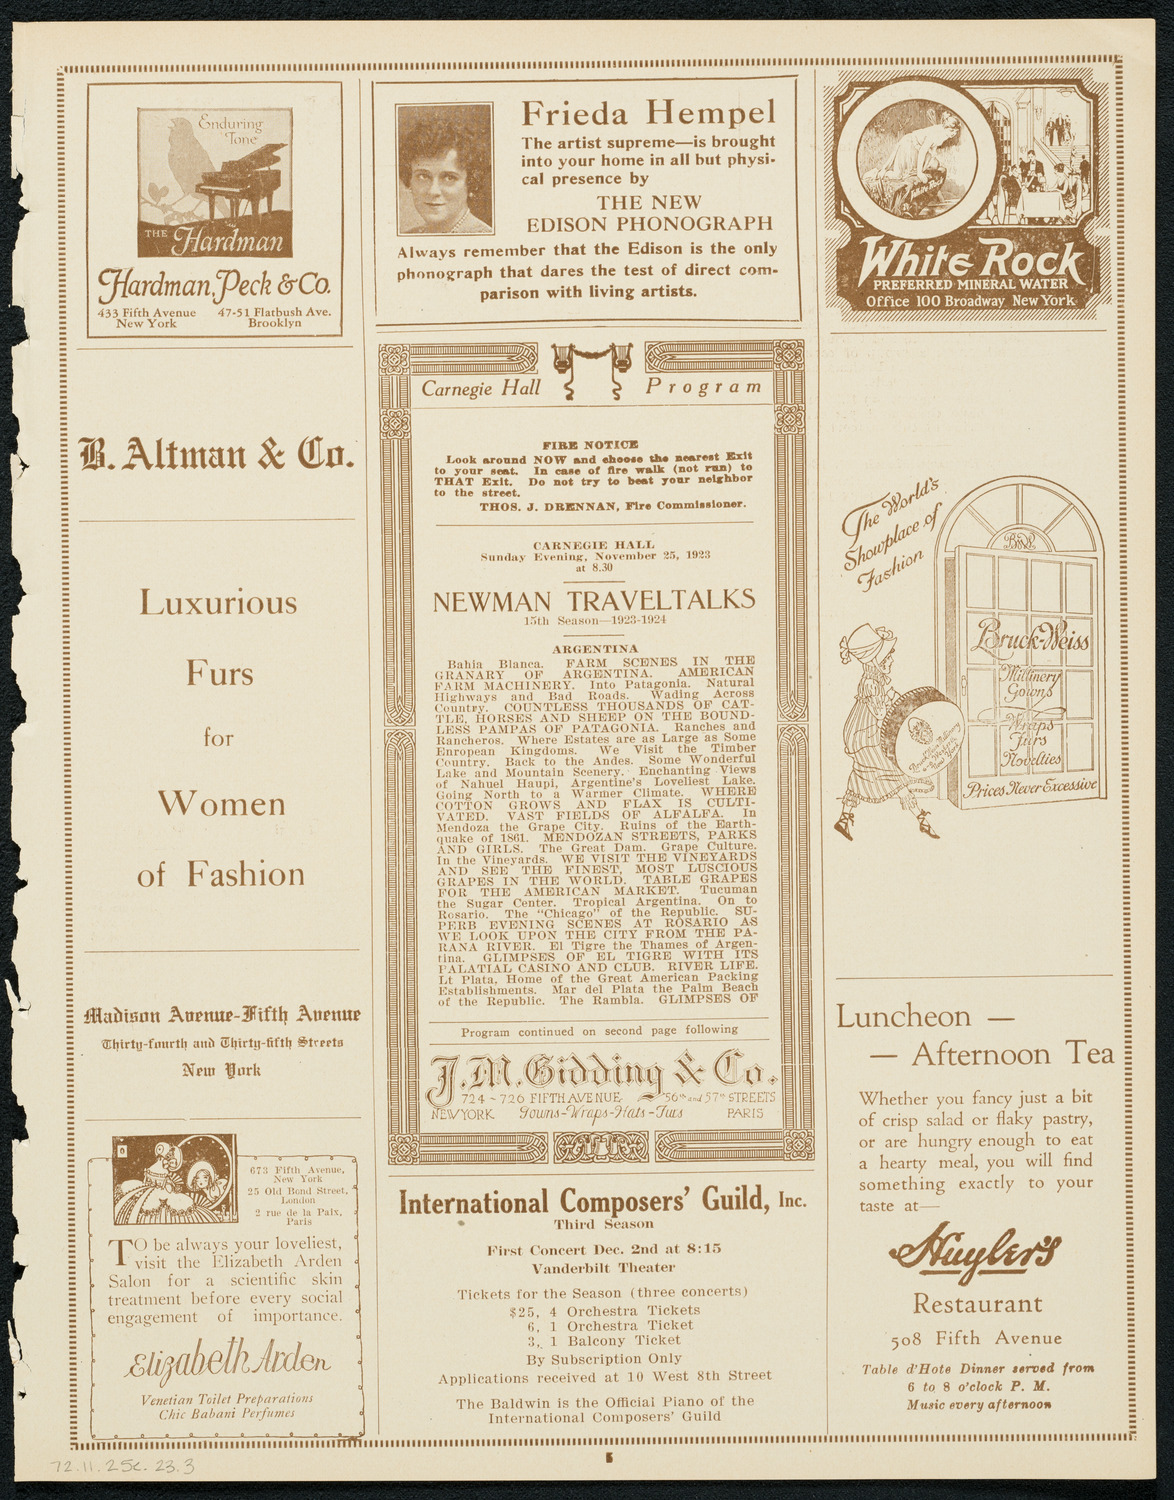 Enduring
Tone
THE Hardman
Hardman, Peck & Co.
433 Fifth Avenue 47-51 Flatbush Ave.
New York Brooklyn
B. Altman & Co.
Luxurious
Furs
for
Women
of Fashion
Madison Avenue-Fifth Avenue
Thirty-fourth and Thirty-fifth Streets
New York
673 Fifth Avenue,
New York
25 Old Bond Street,
London
2 rue de la Paix,
Paris
TO be always your loveliest,
visit the Elizabeth Arden
Salon for a scientific skin
treatment before every social
engagement of importance.
Elizabeth Arden
Venetian Toilet Preparations
Chic Babani Perfumes
Frieda Hempel
The artist supreme—is brought
into your home in all but physi-
cal presence by
THE NEW
EDISON PHONOGRAPH
Always remember that the Edison is the only
phonograph that dares the test of direct com-
parison with living artists.
Carnegie Hall Program
FIRE NOTICE
Look around NOW and choose the nearest Exit
to your seat. In case of fire walk (not run) to
THAT Exit. Do not try to beat your neighbor
to the street.
THOS. J. DRENNAN, Fire Commissioner.
CARNEGIE HALL
Sunday Evening, November 25, 1923
at 8.30
NEWMAN TRAVELTALKS
15th Season—1923-1924
ARGENTINA
Bahia Blanca. FARM SCENES IN THE
GRANARY OF ARGENTINA. AMERICAN
FARM MACHINERY. Into Patagonia. Natural
Highways and Bad Roads. Wading Across
Country. COUNTLESS THOUSANDS OF CAT-
TLE, HORSES AND SHEEP ON THE BOUND-
LESS PAMPAS OF PATAGONIA. Ranches and
Rancheros. Where Estates are as Large as Some
European Kingdoms. We Visit the Timber
Country. Back to the Andes. Some Wonderful
Lake and Mountain Scenery. Enchanting Views
of Nahuel Haupi, Argentine's Loveliest Lake.
Going North to a Warmer Climate. WHERE
COTTON GROWS AND FLAX IS CULTI-
VATED. VAST FIELDS OF ALFALFA. In
Mendoza the Grape City. Ruins of the Earth-
quake of 1861. MENDOZAN STREETS, PARKS
AND GIRLS. The Great Dam. Grape Culture.
In the Vineyards. WE VISIT THE VINEYARDS
AND SEE THE FINEST, MOST LUSCIOUS
GRAPES IN THE WORLD. TABLE GRAPES
FOR THE AMERICAN MARKET. Tucuman
the Sugar Center. Tropical Argentina. On to
Rosario. The "Chicago" of the Republic. SU-
PERB EVENING SCENES AT ROSARIO AS
WE LOOK UPON THE CITY FROM THE PA-
RANA RIVER. El Tigre the Thames of Argen-
tina. GLIMPSES OF EL TIGRE WITH ITS
PALATIAL CASINO AND CLUB. RIVER LIFE.
Lt Plata, Home of the Great American Packing
Establishments. Mar del Plata the Palm Beach
of the Republic. The Rambla. GLIMPSES OF
Program continued on second page following
J. M. Gidding & Co.
724 - 726 FIFTH AVENUE 56th and 57th STREETS
NEW YORK Gowns-Wraps-Hats-Furs PARIS
International Composers' Guild, Inc.
Third Season
First Concert Dec. 2nd at 8:15
Vanderbilt Theater
Tickets for the Season (three concerts)
$25, 4 Orchestra Tickets
6, 1 Orchestra Ticket
3, 1 Balcony Ticket
By Subscription Only
Applications received at 10 West 8th Street
The Baldwin is the Official Piano of the
International Composers' Guild
White Rock
PREFERRED MINERAL WATER
Office 100 Broadway New York
The World's
Showplace of
Fashion
Bruck-Weiss
Millinery
Gowns
Wraps
Furs
Novelties
Prices Never Excessive
Luncheon —
— Afternoon Tea
Whether you fancy just a bit
of crisp salad or flaky pastry,
or are hungry enough to eat
a hearty meal, you will find
something exactly to your
taste at—
Huyler's
Restaurant
508 Fifth Avenue
Table d'Hote Dinner served from
6 to 8 o'clock P. M.
Music every afternoon
5
72.11.25e.23.3